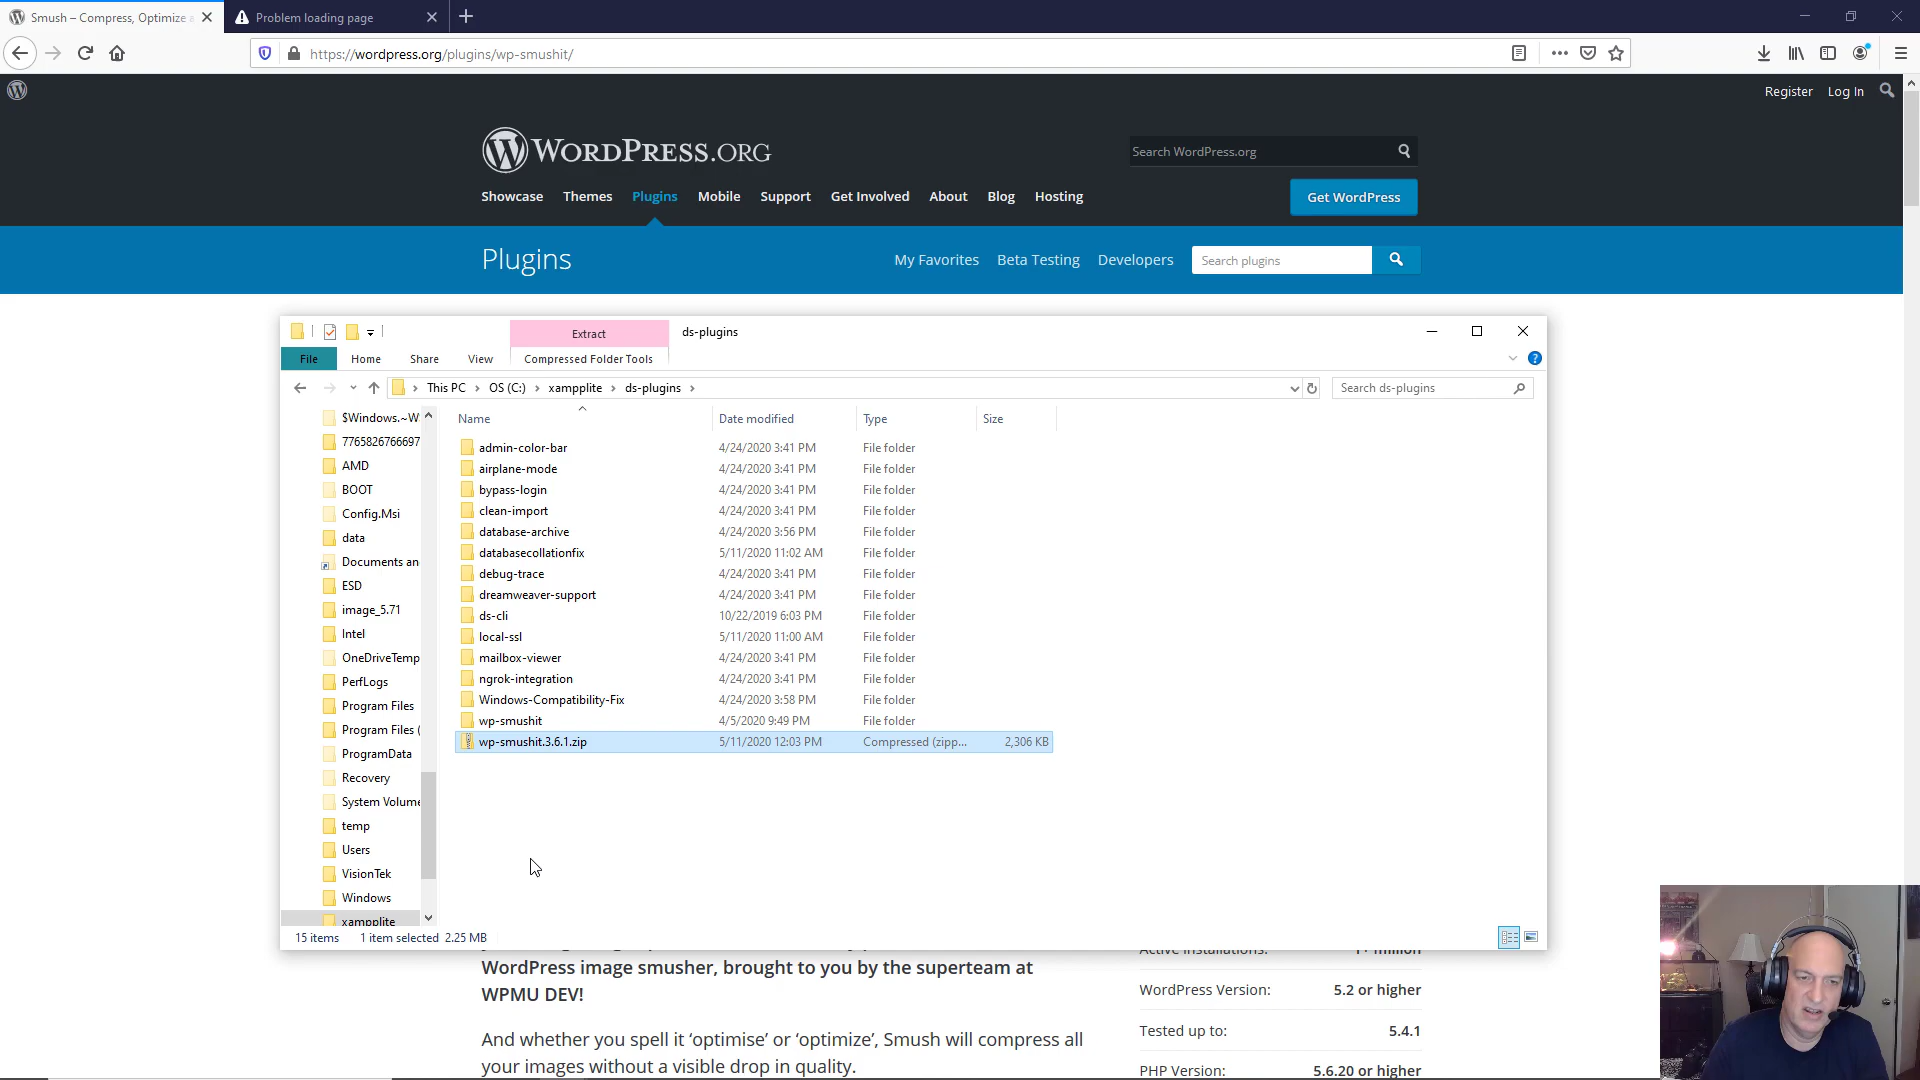 Smush – Compress, Optimize a
Problem loading page
https://wordpress.org/plugins/wp-smushit/
Register Log In
WORDPRESS.ORG
Search WordPress.org
Showcase Themes Plugins Mobile Support Get Involved About Blog Hosting
Get WordPress
Plugins
My Favorites Beta Testing Developers
Search plugins
Extract
ds-plugins
File Home Share View Compressed Folder Tools
This PC OS (C:) xampplite ds-plugins
Search ds-plugins
Name Date modified Type Size
$Windows.~W
7765826766697
AMD
BOOT
Config.Msi
data
Documents an
ESD
image_5.71
Intel
OneDriveTemp
PerfLogs
Program Files
Program Files (
ProgramData
Recovery
System Volume
temp
Users
VisionTek
Windows
xampplite
admin-color-bar 4/24/2020 3:41 PM File folder
airplane-mode 4/24/2020 3:41 PM File folder
bypass-login 4/24/2020 3:41 PM File folder
clean-import 4/24/2020 3:41 PM File folder
database-archive 4/24/2020 3:56 PM File folder
databasecollationfix 5/11/2020 11:02 AM File folder
debug-trace 4/24/2020 3:41 PM File folder
dreamweaver-support 4/24/2020 3:41 PM File folder
ds-cli 10/22/2019 6:03 PM File folder
local-ssl 5/11/2020 11:00 AM File folder
mailbox-viewer 4/24/2020 3:41 PM File folder
ngrok-integration 4/24/2020 3:41 PM File folder
Windows-Compatibility-Fix 4/24/2020 3:58 PM File folder
wp-smushit 4/5/2020 9:49 PM File folder
wp-smushit.3.6.1.zip 5/11/2020 12:03 PM Compressed (zipp... 2,306 KB
15 items 1 item selected 2.25 MB
WordPress image smusher, brought to you by the superteam at
WPMU DEV!
And whether you spell it ‘optimise’ or ‘optimize’, Smush will compress all
your images without a visible drop in quality.
Active installations: 1+ million
WordPress Version: 5.2 or higher
Tested up to: 5.4.1
PHP Version: 5.6.20 or higher